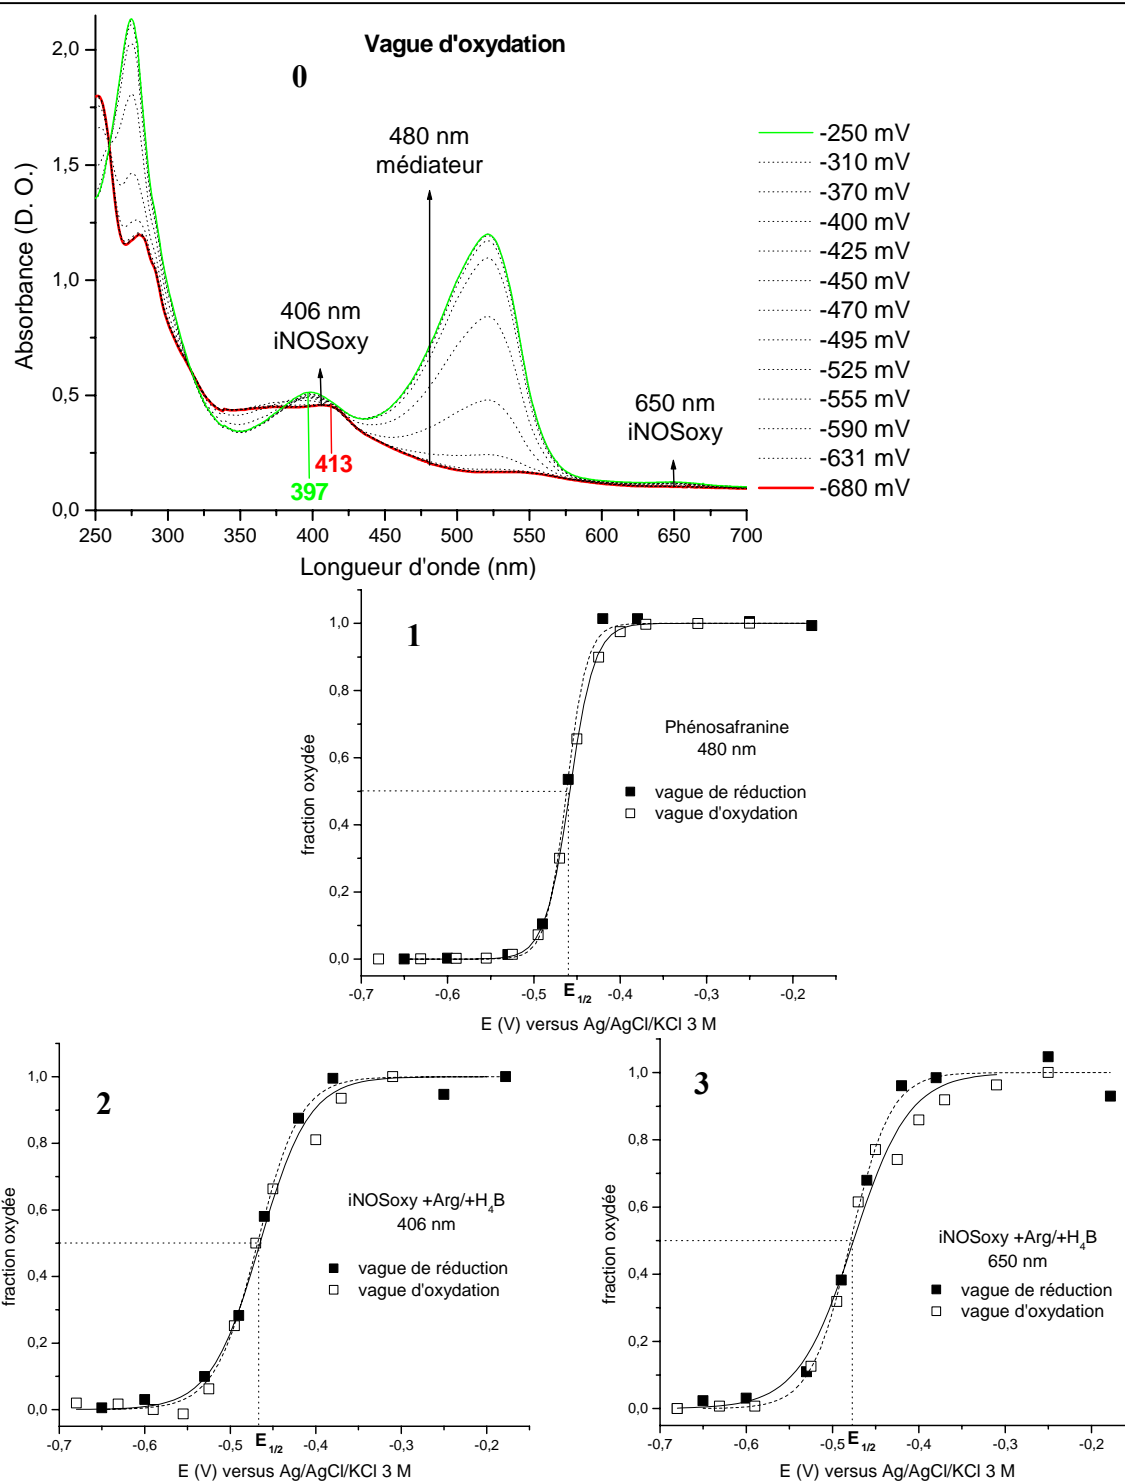 Vague d'oxydation
0
480 nm
médiateur
406 nm
iNOSoxy
650 nm
iNOSoxy
413
397
2,0
1,5
1,0
0,5
0,0
Absorbance (D. O.)
250 300 350 400 450 500 550 600 650 700
Longueur d'onde (nm)
-250 mV
-310 mV
-370 mV
-400 mV
-425 mV
-450 mV
-470 mV
-495 mV
-525 mV
-555 mV
-590 mV
-631 mV
-680 mV
1
1,0
0,8
0,6
0,4
0,2
0,0
fraction oxydée
Phénosafranine
480 nm
vague de réduction
vague d'oxydation
-0,7 -0,6 -0,5 -0,4 -0,3 -0,2
E1/2
E (V) versus Ag/AgCl/KCl 3 M
2
1,0
0,8
0,6
0,4
0,2
0,0
fraction oxydée
iNOSoxy +Arg/+H4B
406 nm
vague de réduction
vague d'oxydation
-0,7 -0,6 -0,5 -0,4 -0,3 -0,2
E1/2
E (V) versus Ag/AgCl/KCl 3 M
3
1,0
0,8
0,6
0,4
0,2
0,0
fraction oxydée
iNOSoxy +Arg/+H4B
650 nm
vague de réduction
vague d'oxydation
-0,7 -0,6 -0,5 -0,4 -0,3 -0,2
E1/2
E (V) versus Ag/AgCl/KCl 3 M